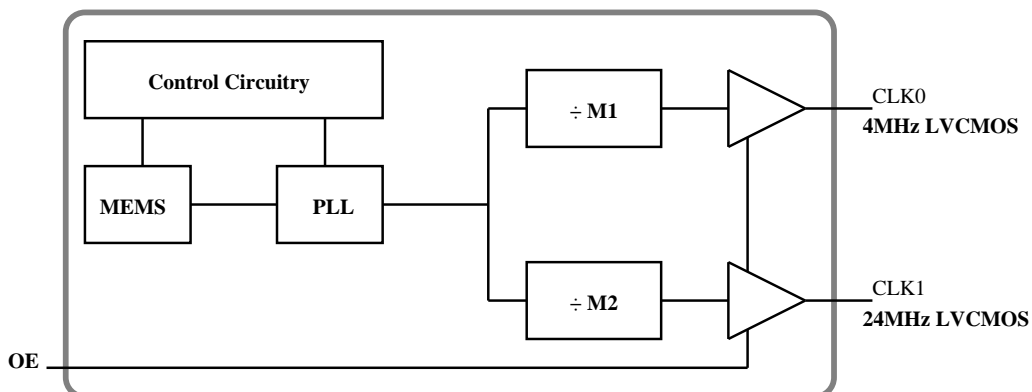 Control Circuitry
MEMS
PLL
÷ M1
÷ M2
CLK0
4MHz LVCMOS
CLK1
24MHz LVCMOS
OE